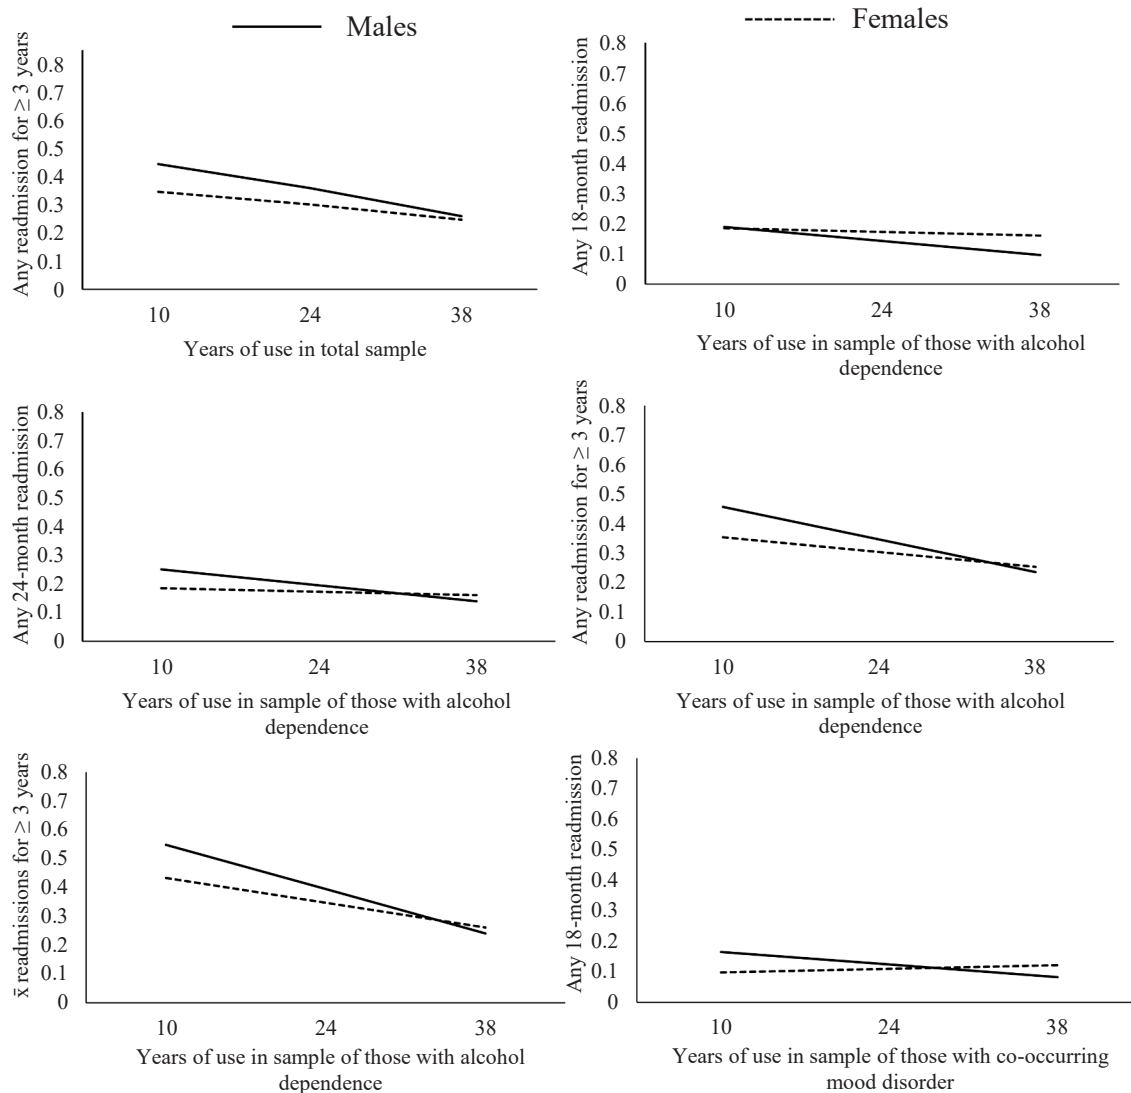 Males
Females
Any readmission for ≥ 3 years
0.8
0.7
0.6
0.5
0.4
0.3
0.2
0.1
0
10 24 38
Years of use in total sample
Any 18-month readmission
0.8
0.7
0.6
0.5
0.4
0.3
0.2
0.1
0
10 24 38
Years of use in sample of those with alcohol
dependence
Any 24-month readmission
0.8
0.7
0.6
0.5
0.4
0.3
0.2
0.1
0
10 24 38
Years of use in sample of those with alcohol
dependence
Any readmission for ≥ 3 years
0.8
0.7
0.6
0.5
0.4
0.3
0.2
0.1
0
10 24 38
Years of use in sample of those with alcohol
dependence
x̄ readmissions for ≥ 3 years
0.8
0.7
0.6
0.5
0.4
0.3
0.2
0.1
0
10 24 38
Years of use in sample of those with alcohol
dependence
Any 18-month readmission
0.8
0.7
0.6
0.5
0.4
0.3
0.2
0.1
0
10 24 38
Years of use in sample of those with co-occurring
mood disorder